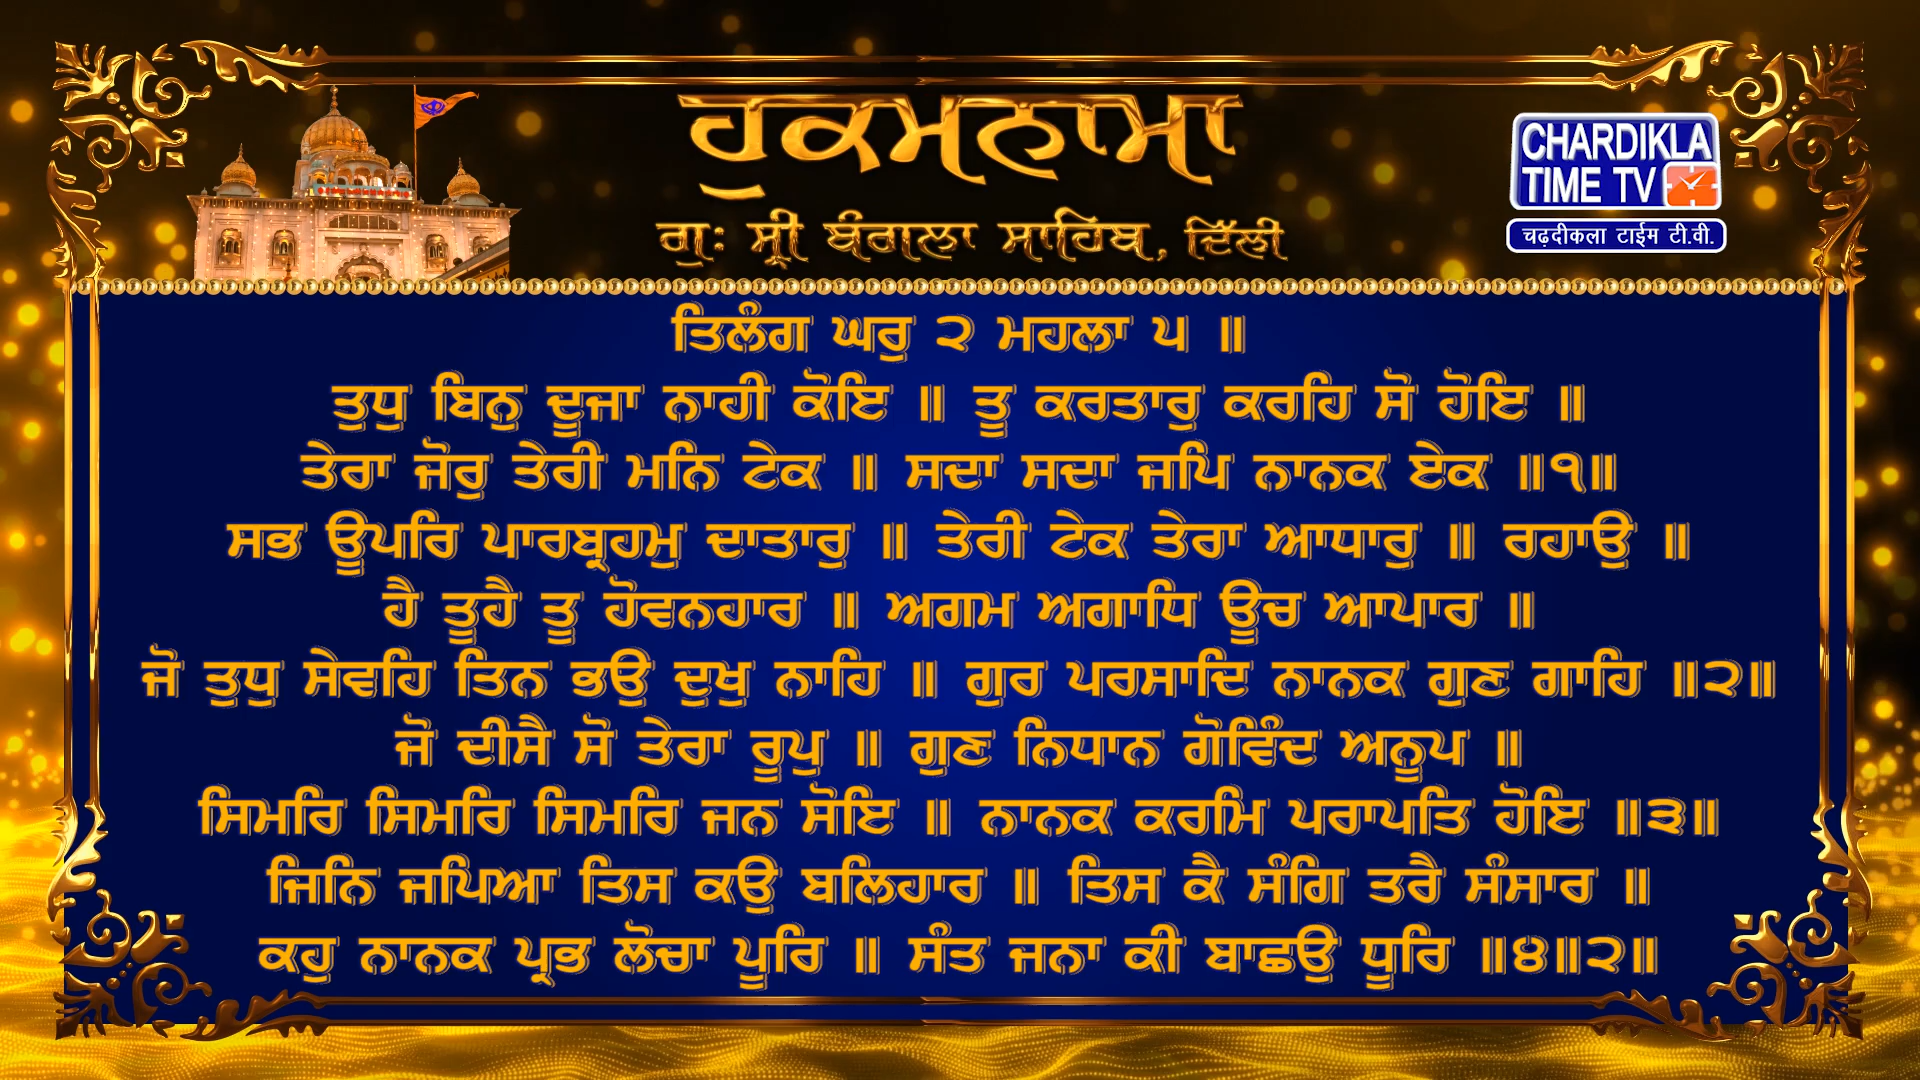 ਹੁਕਮਨਾਮਾ
ਗੁਃ ਸ੍ਰੀ ਬੰਗਲਾ ਸਾਹਿਬ, ਦਿੱਲੀ
CHARDIKLA
TIME TV
चढ़दीकला टाईम टी.वी.
ਤਿਲੰਗ ਘਰੁ ੨ ਮਹਲਾ ੫ ॥
ਤੁਧੁ ਬਿਨੁ ਦੂਜਾ ਨਾਹੀ ਕੋਇ ॥ ਤੂ ਕਰਤਾਰੁ ਕਰਹਿ ਸੋ ਹੋਇ ॥
ਤੇਰਾ ਜੋਰੁ ਤੇਰੀ ਮਨਿ ਟੇਕ ॥ ਸਦਾ ਸਦਾ ਜਪਿ ਨਾਨਕ ਏਕ ॥੧॥
ਸਭ ਊਪਰਿ ਪਾਰਬ੍ਰਹਮੁ ਦਾਤਾਰੁ ॥ ਤੇਰੀ ਟੇਕ ਤੇਰਾ ਆਧਾਰੁ ॥ ਰਹਾਉ ॥
ਹੈ ਤੂਹੈ ਤੂ ਹੋਵਨਹਾਰ ॥ ਅਗਮ ਅਗਾਧਿ ਊਚ ਆਪਾਰ ॥
ਜੋ ਤੁਧੁ ਸੇਵਹਿ ਤਿਨ ਭਉ ਦੁਖੁ ਨਾਹਿ ॥ ਗੁਰ ਪਰਸਾਦਿ ਨਾਨਕ ਗੁਣ ਗਾਹਿ ॥੨॥
ਜੋ ਦੀਸੈ ਸੋ ਤੇਰਾ ਰੂਪੁ ॥ ਗੁਣ ਨਿਧਾਨ ਗੋਵਿੰਦ ਅਨੂਪ ॥
ਸਿਮਰਿ ਸਿਮਰਿ ਸਿਮਰਿ ਜਨ ਸੋਇ ॥ ਨਾਨਕ ਕਰਮਿ ਪਰਾਪਤਿ ਹੋਇ ॥੩॥
ਜਿਨਿ ਜਪਿਆ ਤਿਸ ਕਉ ਬਲਿਹਾਰ ॥ ਤਿਸ ਕੈ ਸੰਗਿ ਤਰੈ ਸੰਸਾਰ ॥
ਕਹੁ ਨਾਨਕ ਪ੍ਰਭ ਲੋਚਾ ਪੂਰਿ ॥ ਸੰਤ ਜਨਾ ਕੀ ਬਾਛਉ ਧੂਰਿ ॥੪॥੨॥